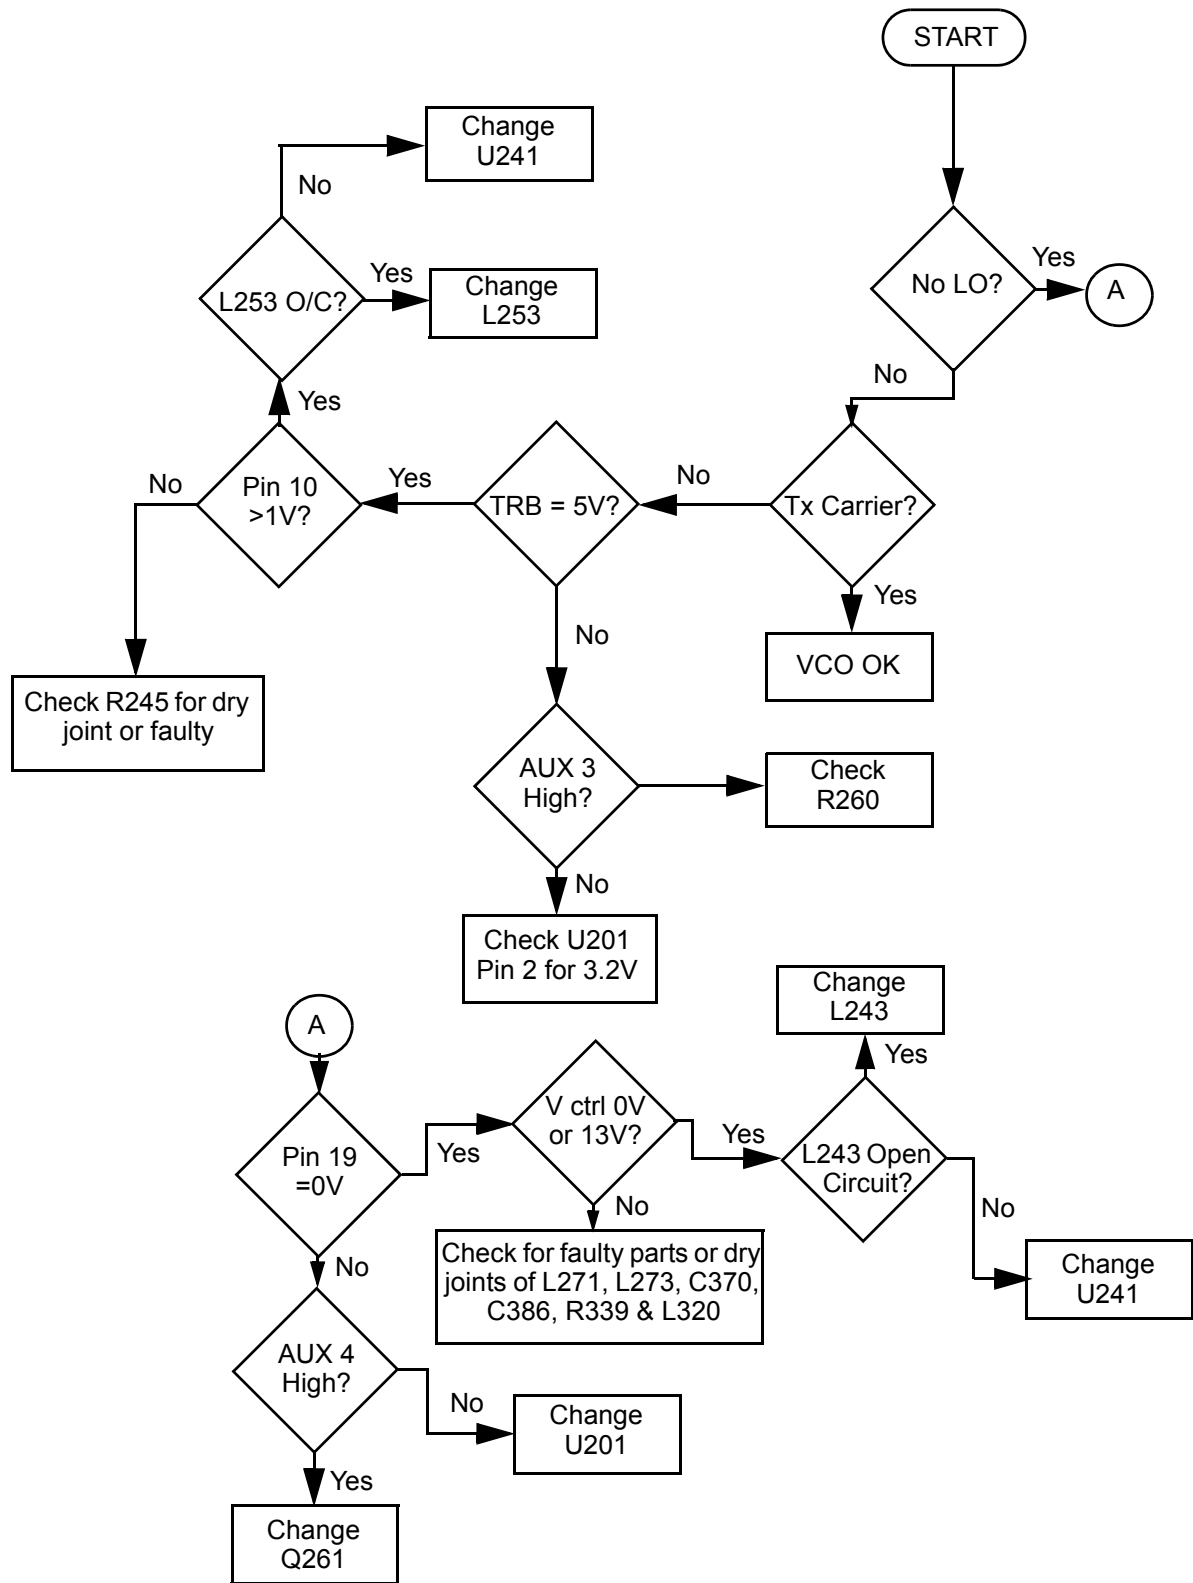 START
Change
U241
No
No LO?
Yes
A
L253 O/C?
Yes
Change
L253
No
Yes
Pin 10
>1V?
No
Yes
TRB = 5V?
No
Tx Carrier?
Yes
VCO OK
No
Check R245 for dry
joint or faulty
AUX 3
High?
Check
R260
No
Check U201
Pin 2 for 3.2V
A
Change
L243
Yes
V ctrl 0V
or 13V?
Yes
L243 Open
Circuit?
Pin 19
=0V
Yes
No
No
Check for faulty parts or dry
joints of L271, L273, C370,
C386, R339 & L320
Change
U241
No
AUX 4
High?
No
Change
U201
Yes
Change
Q261